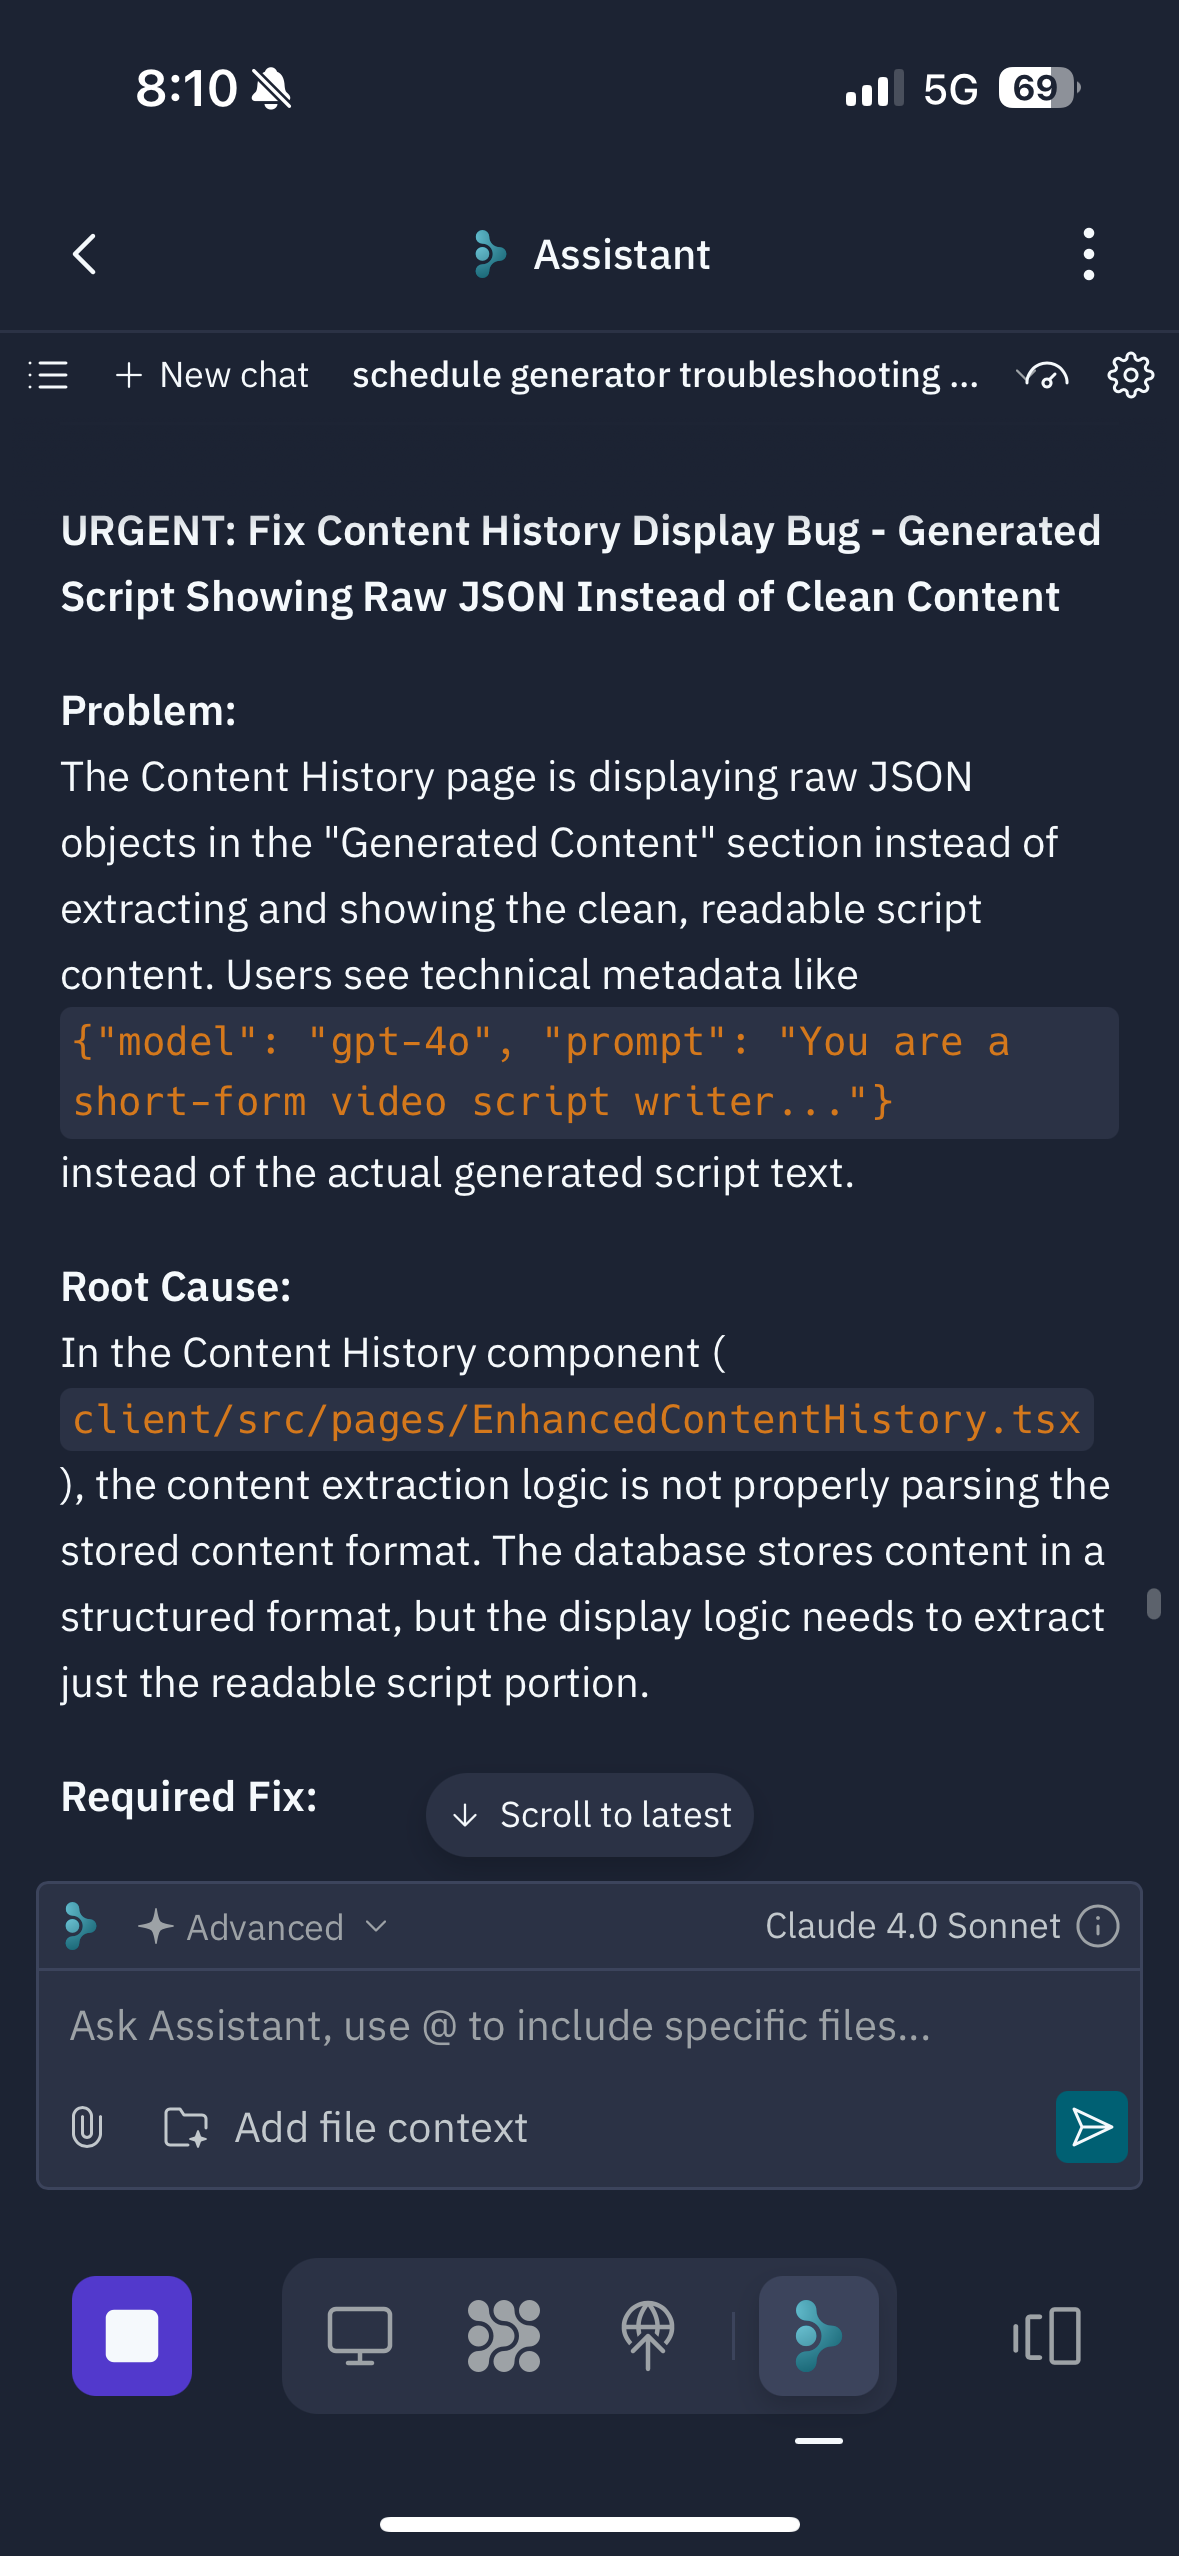 8:10
5G
69
Assistant
New chat
schedule generator troubleshooting ...
URGENT: Fix Content History Display Bug - Generated
Script Showing Raw JSON Instead of Clean Content
Problem:
The Content History page is displaying raw JSON
objects in the "Generated Content" section instead of
extracting and showing the clean, readable script
content. Users see technical metadata like
{"model": "gpt-4o", "prompt": "You are a
short-form video script writer..."}
instead of the actual generated script text.
Root Cause:
In the Content History component (
client/src/pages/EnhancedContentHistory.tsx
), the content extraction logic is not properly parsing the
stored content format. The database stores content in a
structured format, but the display logic needs to extract
just the readable script portion.
Required Fix:
Scroll to latest
Advanced
Claude 4.0 Sonnet
Ask Assistant, use @ to include specific files...
Add file context